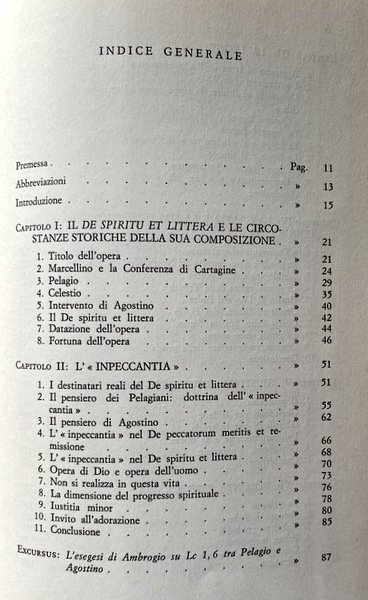 INDICE GENERALE
Premessa . . . . . . . . . . . Pag. 11
Abbreviazioni . . . . . . . . . . » 13
Introduzione . . . . . . . . . . » 15
CAPITOLO I: IL DE SPIRITU ET LITTERA E LE CIRCO-
STANZE STORICHE DELLA SUA COMPOSIZIONE . » 21
1. Titolo dell'opera . . . . . . . . » 21
2. Marcellino e la Conferenza di Cartagine . . . » 24
3. Pelagio . . . . . . . . . . » 29
4. Celestio . . . . . . . . . . » 35
5. Intervento di Agostino . . . . . . . » 40
6. Il De spiritu et littera . . . . . . . » 42
7. Datazione dell'opera . . . . . . . » 44
8. Fortuna dell'opera . . . . . . . . » 46
CAPITOLO II: L'« INPECCANTIA » . . . . . » 51
1. I destinatari reali del De spiritu et littera . . . » 51
2. Il pensiero dei Pelagiani: dottrina dell'« inpec-
cantia » . . . . . . . . . . » 55
3. Il pensiero di Agostino . . . . . . . » 62
4. L'« inpeccantia » nel De peccatorum meritis et re-
missione . . . . . . . . . . » 66
5. L'« inpeccantia » nel De spiritu et littera . . . » 68
6. Opera di Dio e opera dell'uomo . . . . . » 70
7. Non si realizza in questa vita . . . . . » 73
8. La dimensione del progresso spirituale . . . » 76
9. Iustitia minor . . . . . . . . » 78
10. Invito all'adorazione . . . . . . . » 80
11. Conclusione . . . . . . . . . » 85
EXCURSUS: L'esegesi di Ambrogio su Lc 1,6 tra Pelagio e
Agostino . . . . . . . . . . » 87